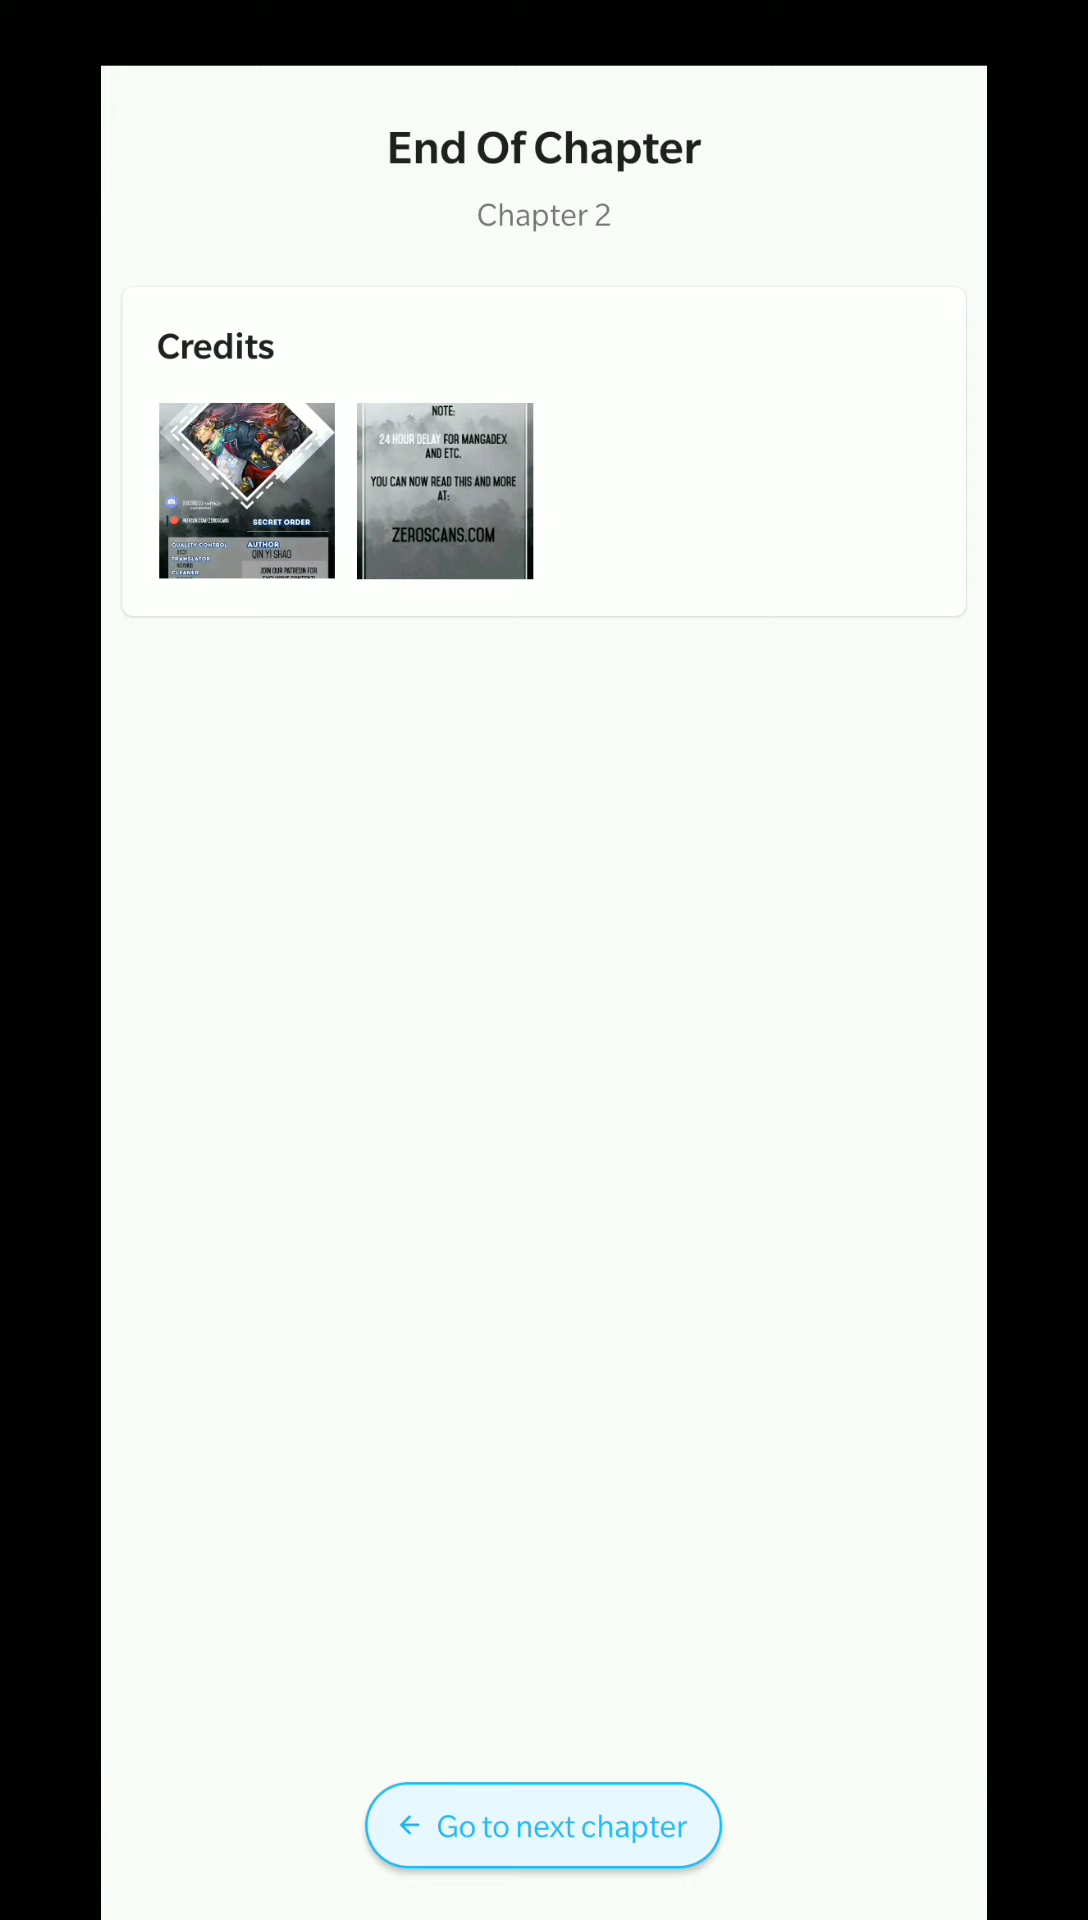 End Of Chapter
Chapter 2
Credits
SECRET ORDER
QUALITY CONTROL
TRANSLATOR
CLEANER
AUTHOR
QIN YI SHAO
JOIN OUR PATREON FOR
NOTE:
24 HOUR DELAY FOR MANGADEX
AND ETC.
YOU CAN NOW READ THIS AND MORE
AT:
ZEROSCANS.COM
Go to next chapter